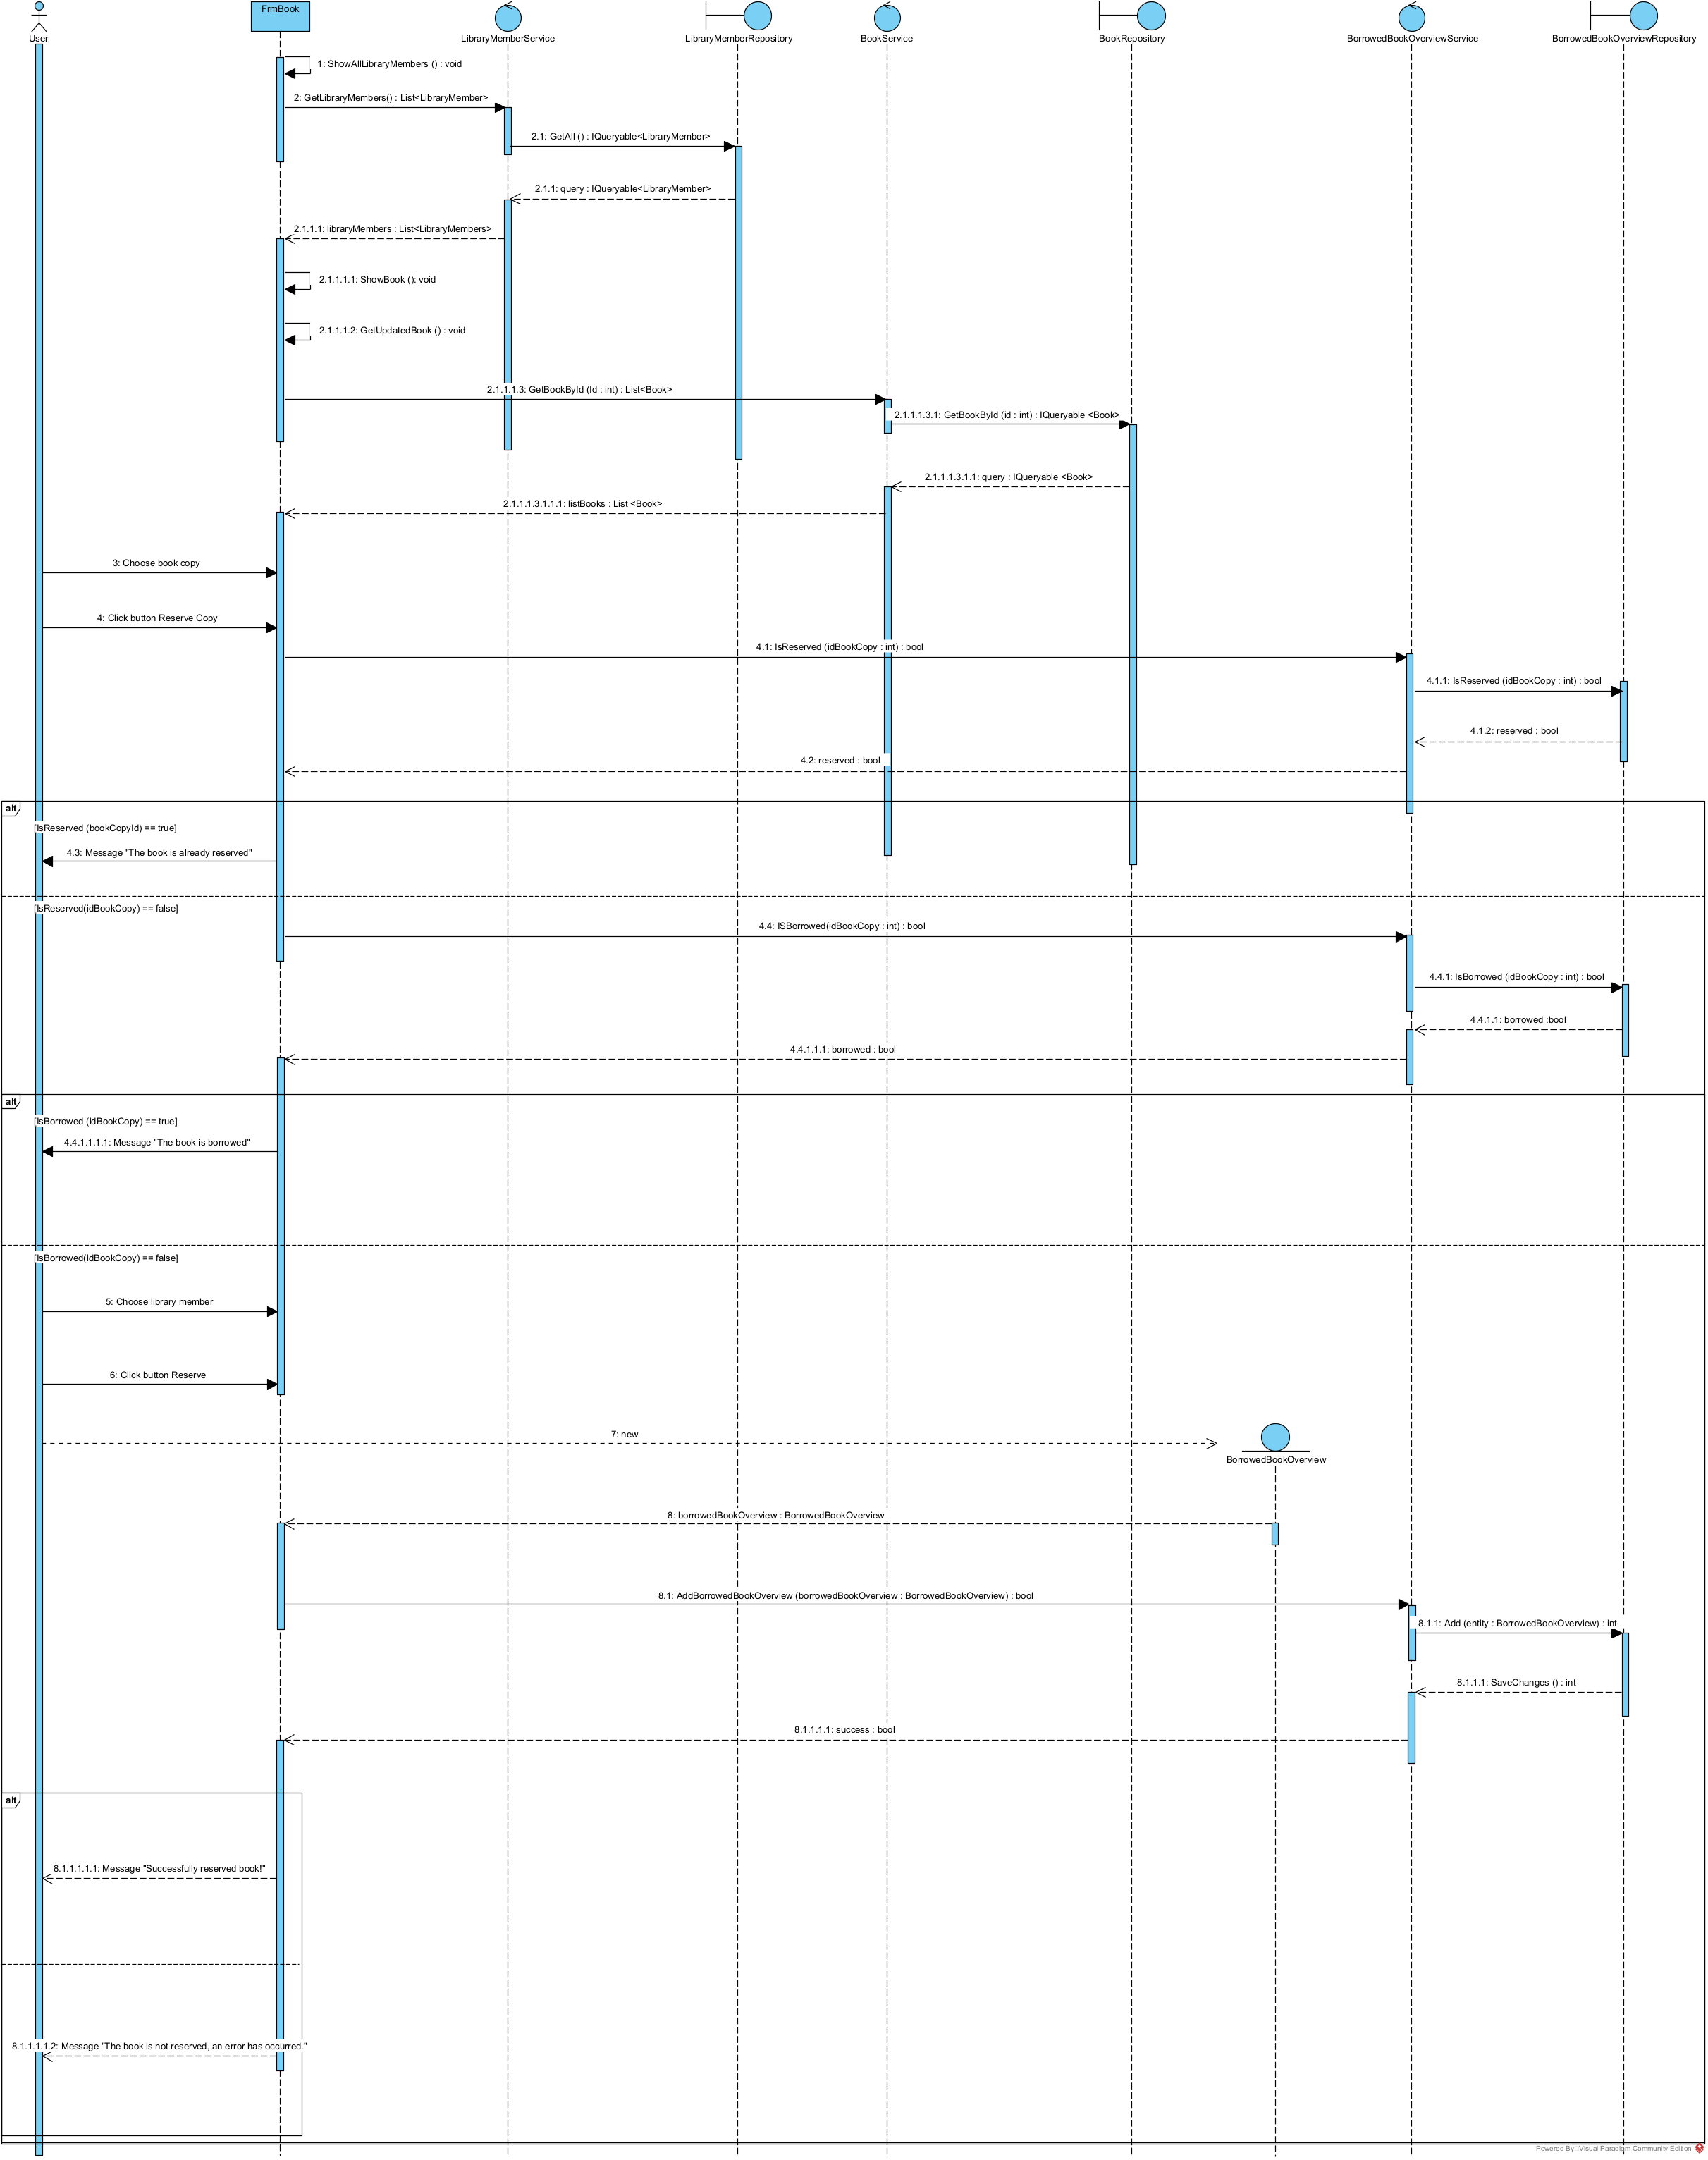 FrmBook
User
LibraryMemberService
LibraryMemberRepository
BookService
BookRepository
BorrowedBookOverviewService
BorrowedBookOverviewRepository
1: ShowAllLibraryMembers () : void
2: GetLibraryMembers() : List<LibraryMember>
2.1: GetAll () : IQueryable<LibraryMember>
2.1.1: query : IQueryable<LibraryMember>
2.1.1.1: libraryMembers : List<LibraryMembers>
2.1.1.1.1: ShowBook (): void
2.1.1.1.2: GetUpdatedBook () : void
2.1.1.1.3: GetBookById (Id : int) : List<Book>
2.1.1.1.3.1: GetBookById (id : int) : IQueryable <Book>
2.1.1.1.3.1.1: query : IQueryable <Book>
2.1.1.1.3.1.1.1: listBooks : List <Book>
3: Choose book copy
4: Click button Reserve Copy
4.1: IsReserved (idBookCopy : int) : bool
4.1.1: IsReserved (idBookCopy : int) : bool
4.1.2: reserved : bool
4.2: reserved : bool
alt
[IsReserved (bookCopyId) == true]
4.3: Message "The book is already reserved"
[IsReserved(idBookCopy) == false]
4.4: ISBorrowed(idBookCopy : int) : bool
4.4.1: IsBorrowed (idBookCopy : int) : bool
4.4.1.1: borrowed :bool
4.4.1.1.1: borrowed : bool
alt
[IsBorrowed (idBookCopy) == true]
4.4.1.1.1.1: Message "The book is borrowed"
[IsBorrowed(idBookCopy) == false]
5: Choose library member
6: Click button Reserve
7: new
BorrowedBookOverview
8: borrowedBookOverview : BorrowedBookOverview
8.1: AddBorrowedBookOverview (borrowedBookOverview : BorrowedBookOverview) : bool
8.1.1: Add (entity : BorrowedBookOverview) : int
8.1.1.1: SaveChanges () : int
8.1.1.1.1: success : bool
alt
8.1.1.1.1.1: Message "Successfully reserved book!"
8.1.1.1.1.2: Message "The book is not reserved, an error has occurred."
Powered By :Visual Paradigm Community Edition